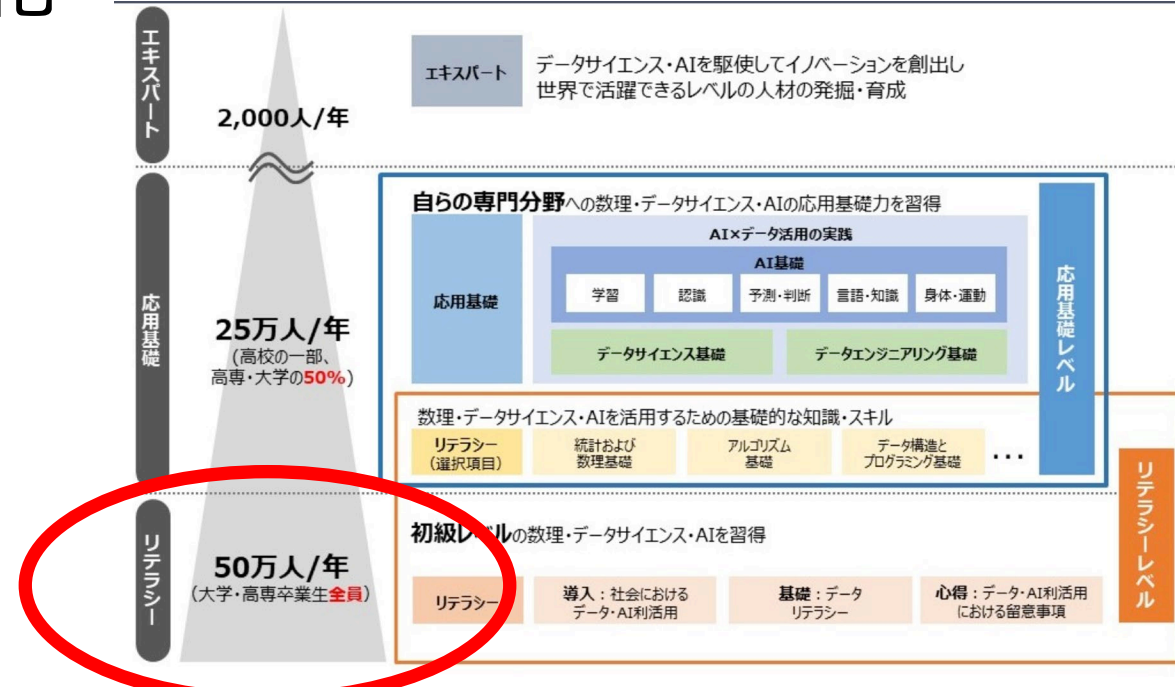 エキスパート
2,000人/年
エキスパート
データサイエンス・AIを駆使してイノベーションを創出し
世界で活躍できるレベルの人材の発掘・育成
応用基礎
25万人/年
(高校の一部、
高専・大学の50%)
自らの専門分野への数理・データサイエンス・AIの応用基礎力を習得
応用基礎
AI×データ活用の実践
AI基礎
学習
認識
予測・判断
言語・知識
身体・運動
データサイエンス基礎
データエンジニアリング基礎
応用基礎レベル
数理・データサイエンス・AIを活用するための基礎的な知識・スキル
リテラシー
(選択項目)
統計および
数理基礎
アルゴリズム
基礎
データ構造と
プログラミング基礎
・・・
リテラシーレベル
リテラシー
50万人/年
(大学・高専卒業生全員)
初級レベルの数理・データサイエンス・AIを習得
リテラシー
導入:社会における
データ・AI利活用
基礎:データ
リテラシー
心得:データ・AI利活用
における留意事項